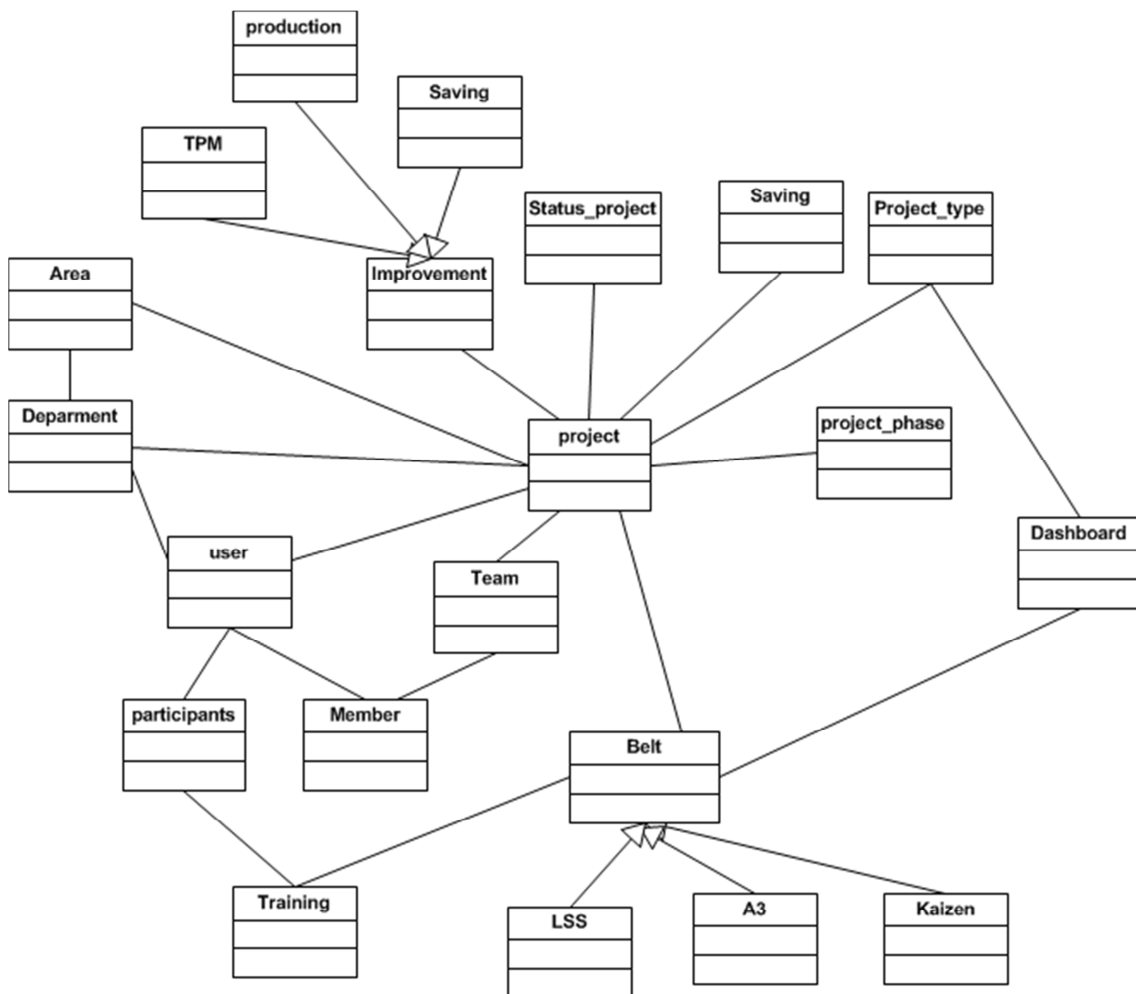 production
Saving
TPM
Status_project
Saving
Project_type
Area
Improvement
Deparment
project
project_phase
Dashboard
user
Team
participants
Member
Belt
Training
LSS
A3
Kaizen